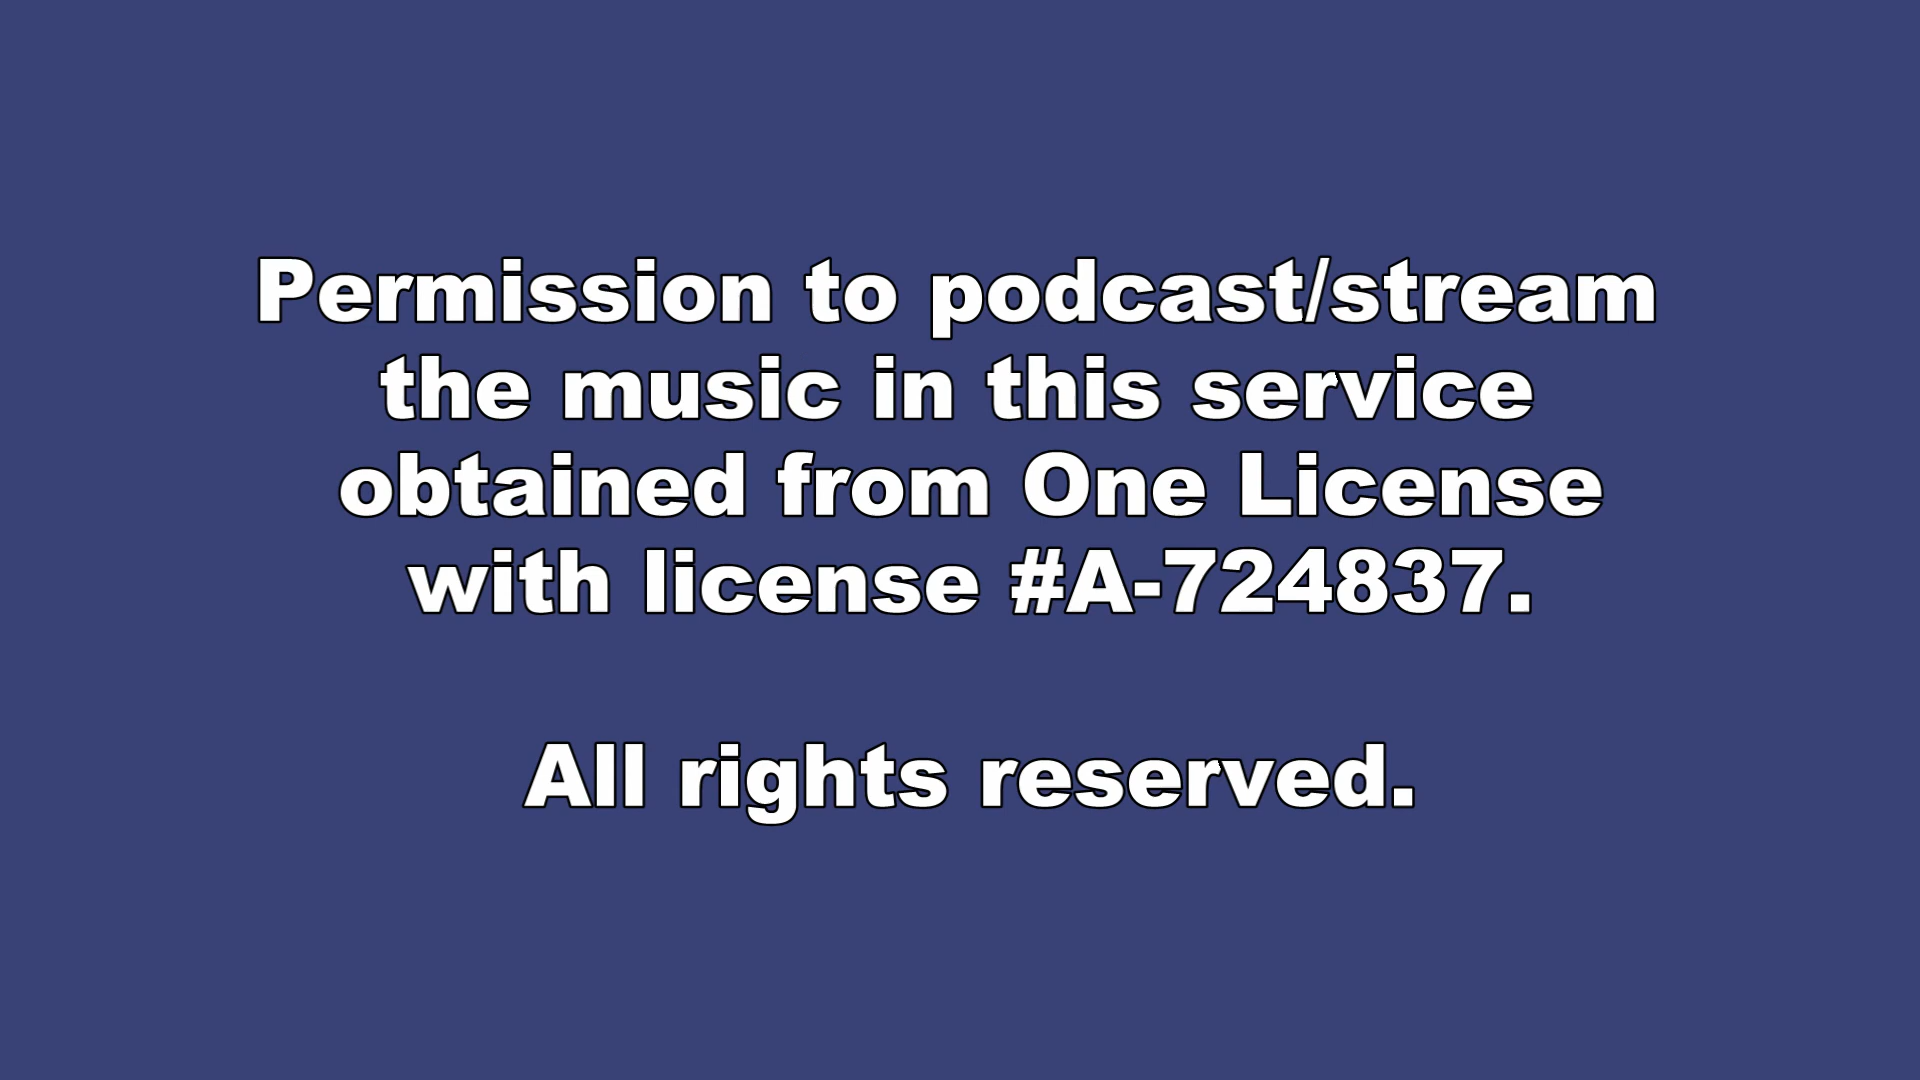 Permission to podcast/stream
the music in this service
obtained from One License
with license #A-724837.
All rights reserved.